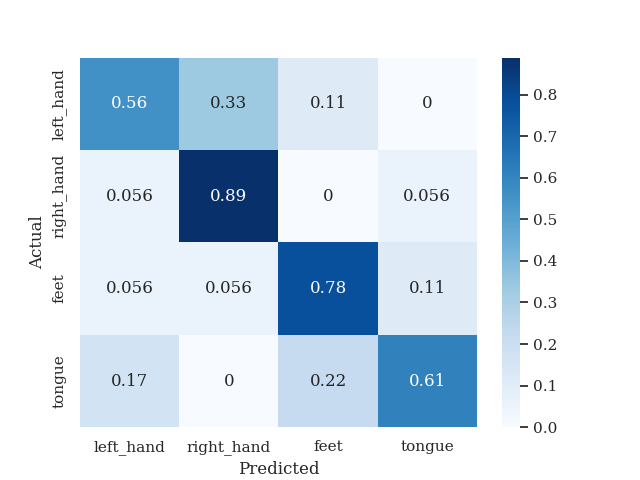 Actual
left_hand
0.56 0.33 0.11 0
right_hand
0.056 0.89 0 0.056
feet
0.056 0.056 0.78 0.11
tongue
0.17 0 0.22 0.61
left_hand right_hand feet tongue
Predicted
0.8
0.7
0.6
0.5
0.4
0.3
0.2
0.1
0.0